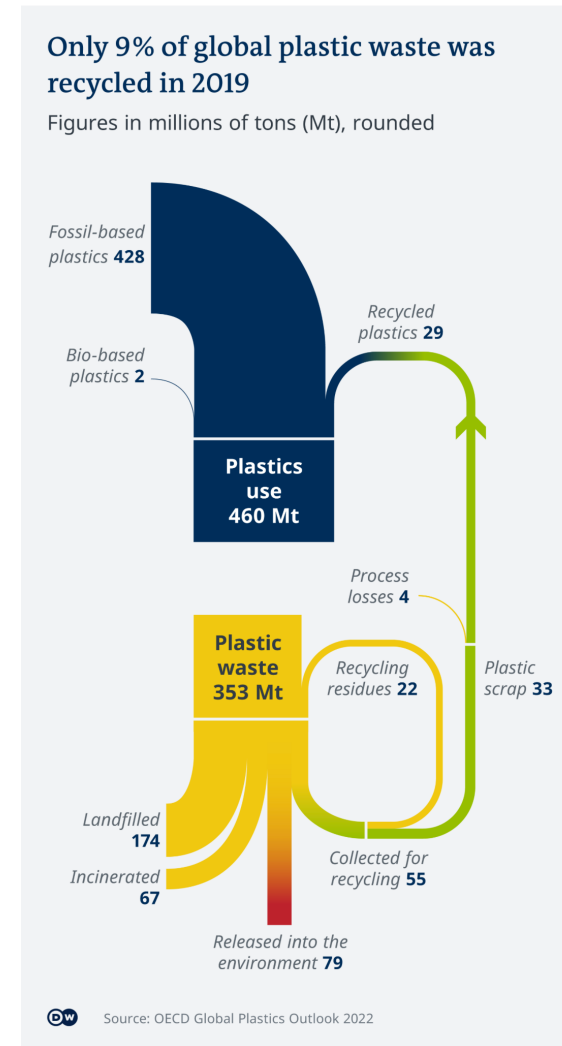 Only 9% of global plastic waste was
recycled in 2019
Figures in millions of tons (Mt), rounded
Fossil-based
plastics 428
Recycled
plastics 29
Bio-based
plastics 2
Plastics
use
460 Mt
Process
losses 4
Plastic
waste
353 Mt
Recycling
residues 22
Plastic
scrap 33
Landfilled
174
Collected for
recycling 55
Incinerated
67
Released into the
environment 79
DW
Source: OECD Global Plastics Outlook 2022